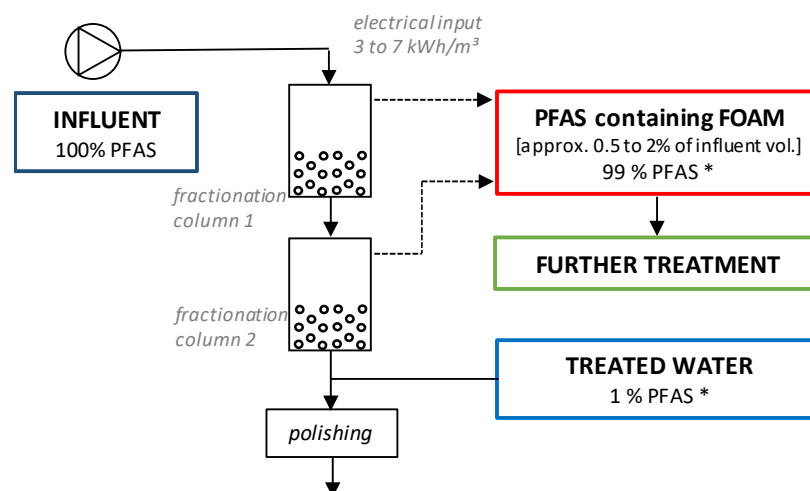 electrical input
3 to 7 kWh/m³
INFLUENT
100% PFAS
PFAS containing FOAM
[approx. 0.5 to 2% of influent vol.]
99 % PFAS *
fractionation
column 1
FURTHER TREATMENT
fractionation
column 2
TREATED WATER
1 % PFAS *
polishing